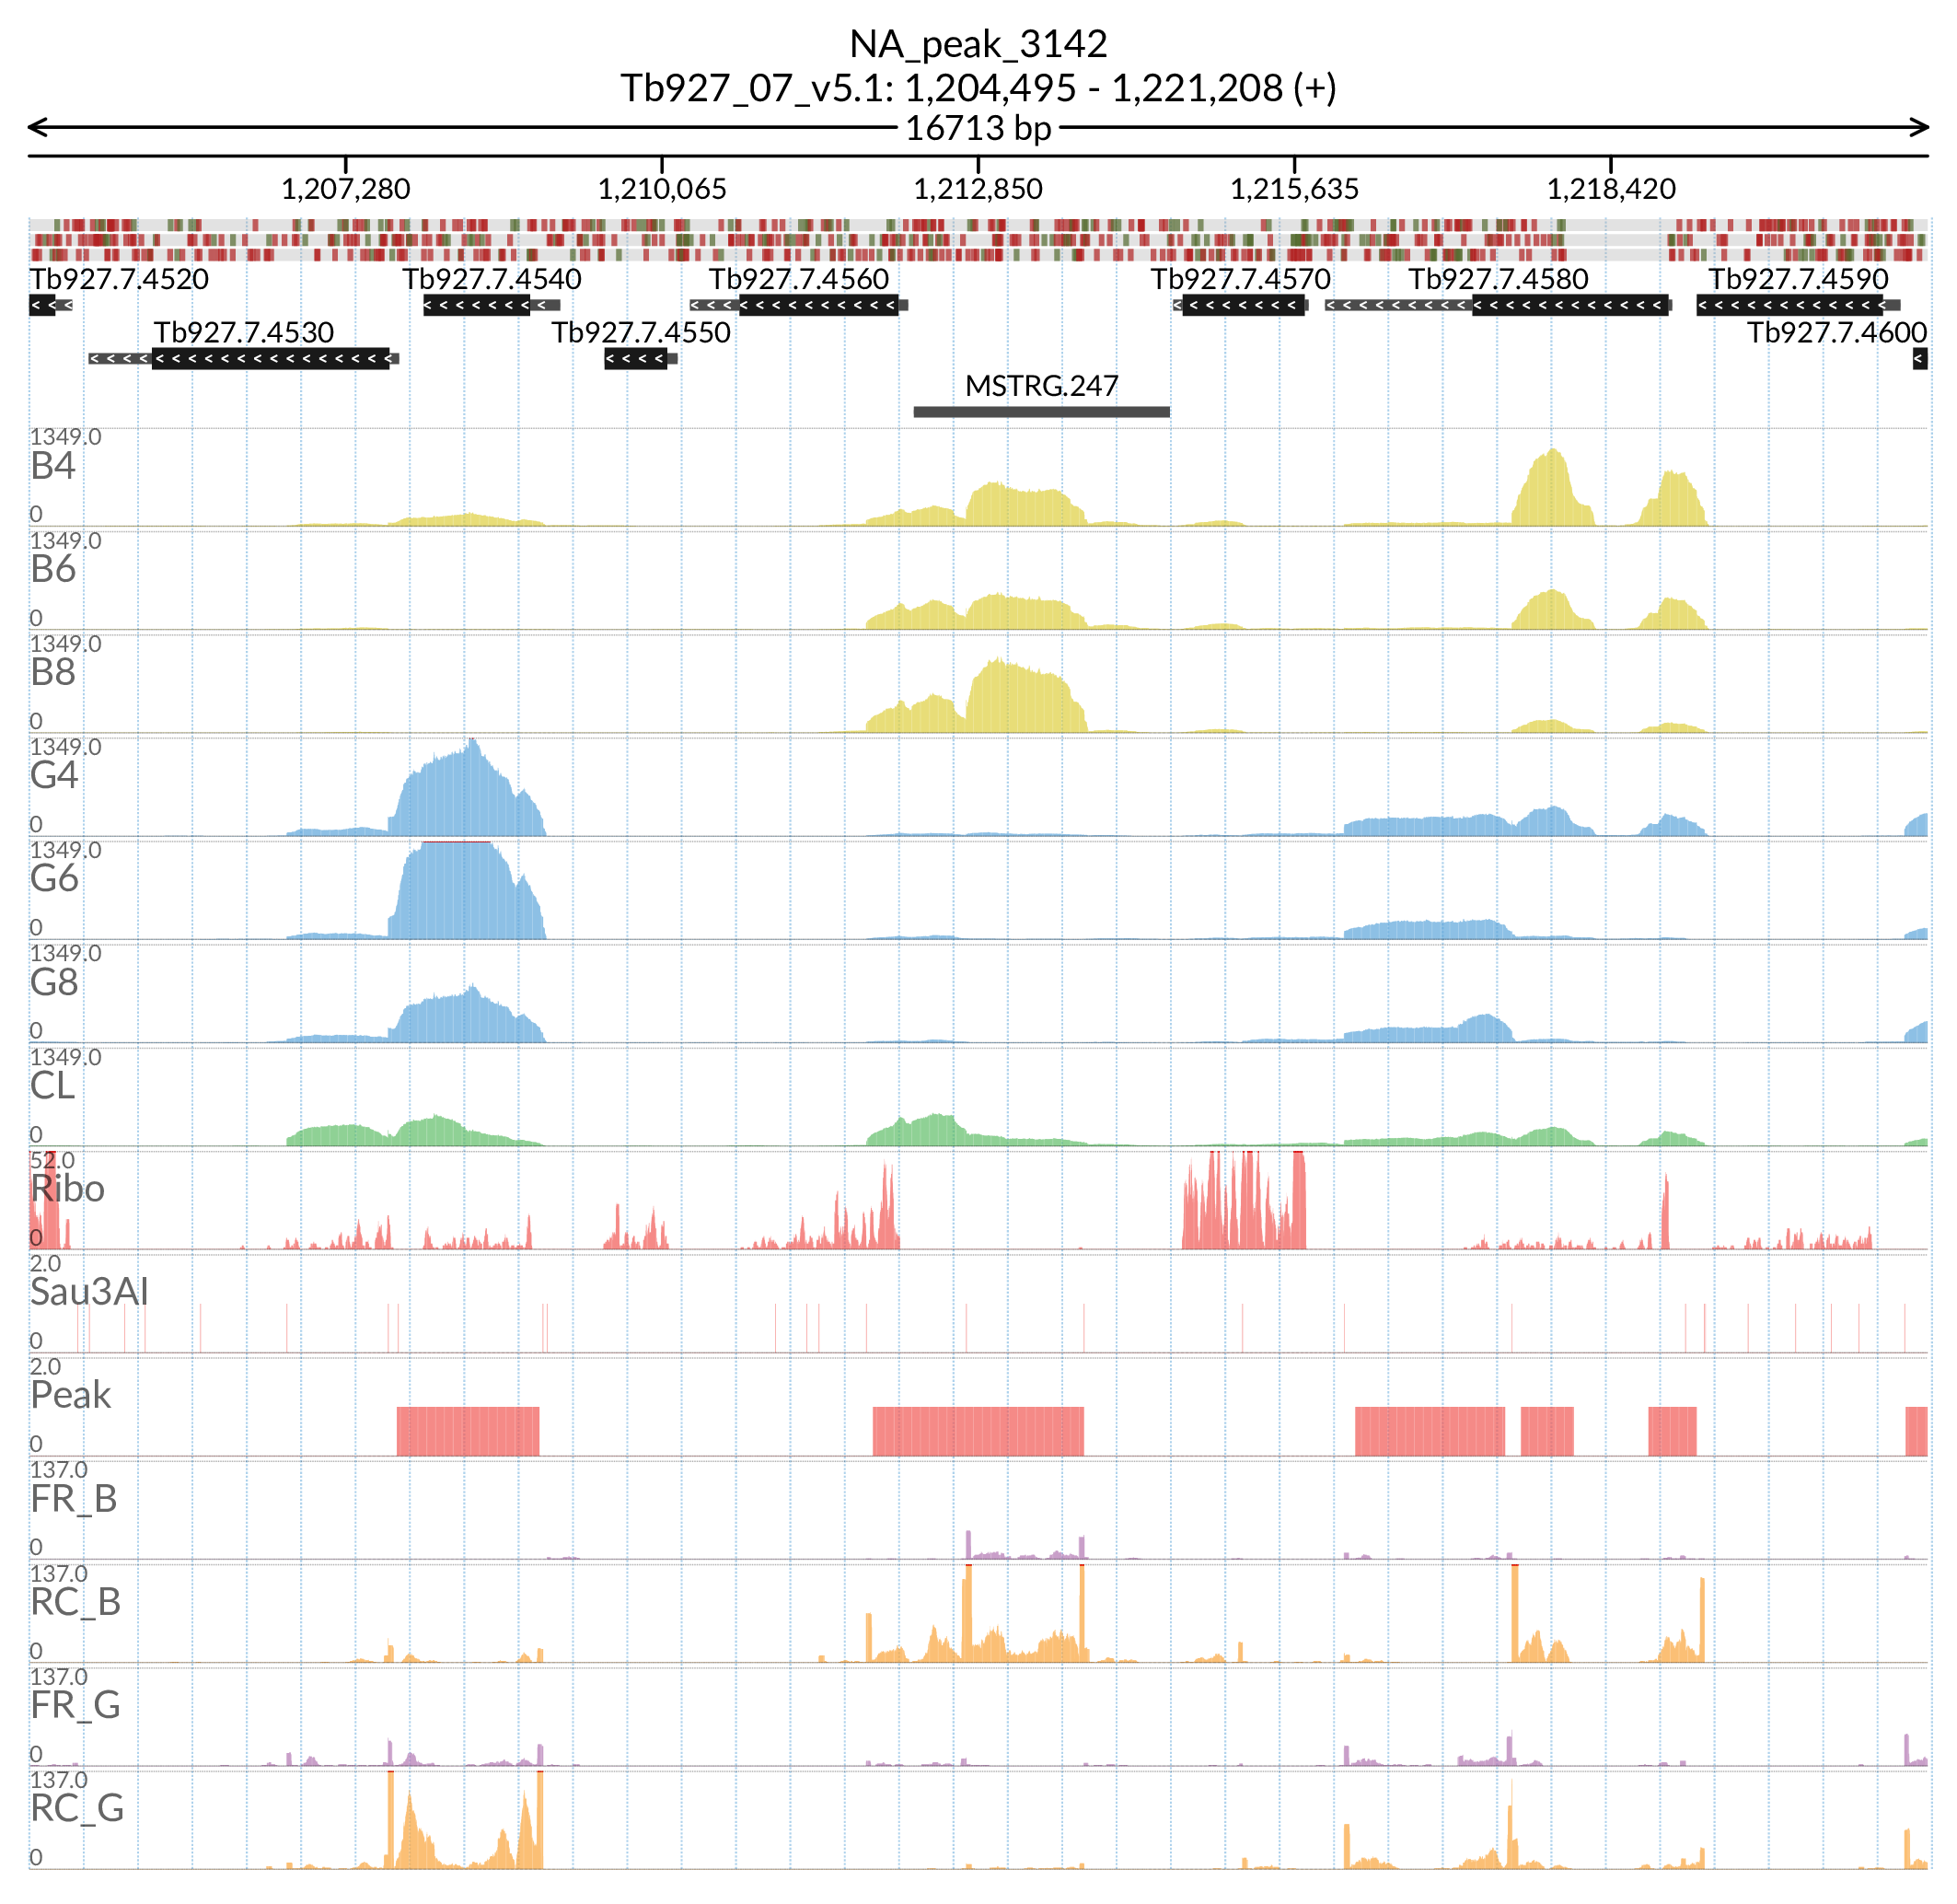 NA_peak_3142
Tb927_07_v5.1: 1,204,495 - 1,221,208 (+)
16713 bp
1,207,280 1,210,065 1,212,850 1,215,635 1,218,420
Tb927.7.4520 Tb927.7.4540 Tb927.7.4560 Tb927.7.4570 Tb927.7.4580 Tb927.7.4590
Tb927.7.4530 Tb927.7.4550 Tb927.7.4600
MSTRG.247
1349.0
B4
0
1349.0
B6
0
1349.0
B8
0
1349.0
G4
0
1349.0
G6
0
1349.0
G8
0
1349.0
CL
0
52.0
Ribo
0
2.0
Sau3AI
0
2.0
Peak
0
137.0
FR_B
0
137.0
RC_B
0
137.0
FR_G
0
137.0
RC_G
0